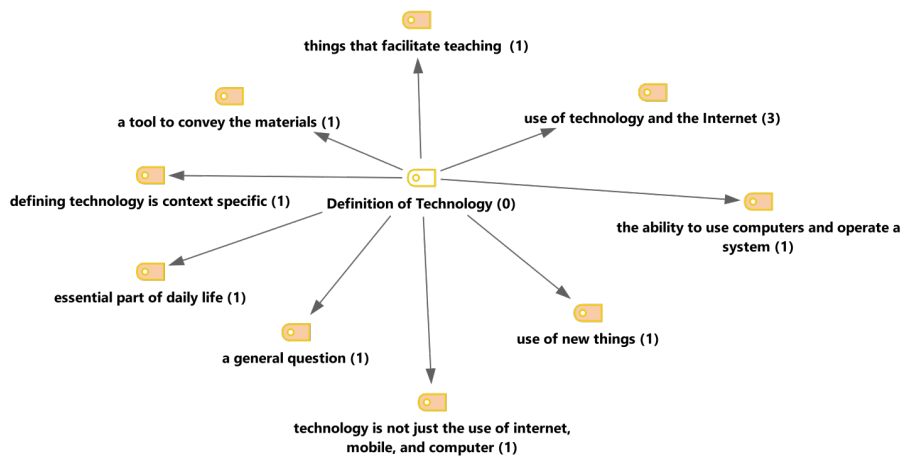 things that facilitate teaching (1)
use of technology and the Internet (3)
a tool to convey the materials (1)
defining technology is context specific (1)
Definition of Technology (0)
the ability to use computers and operate a
system (1)
essential part of daily life (1)
use of new things (1)
a general question (1)
technology is not just the use of internet,
mobile, and computer (1)